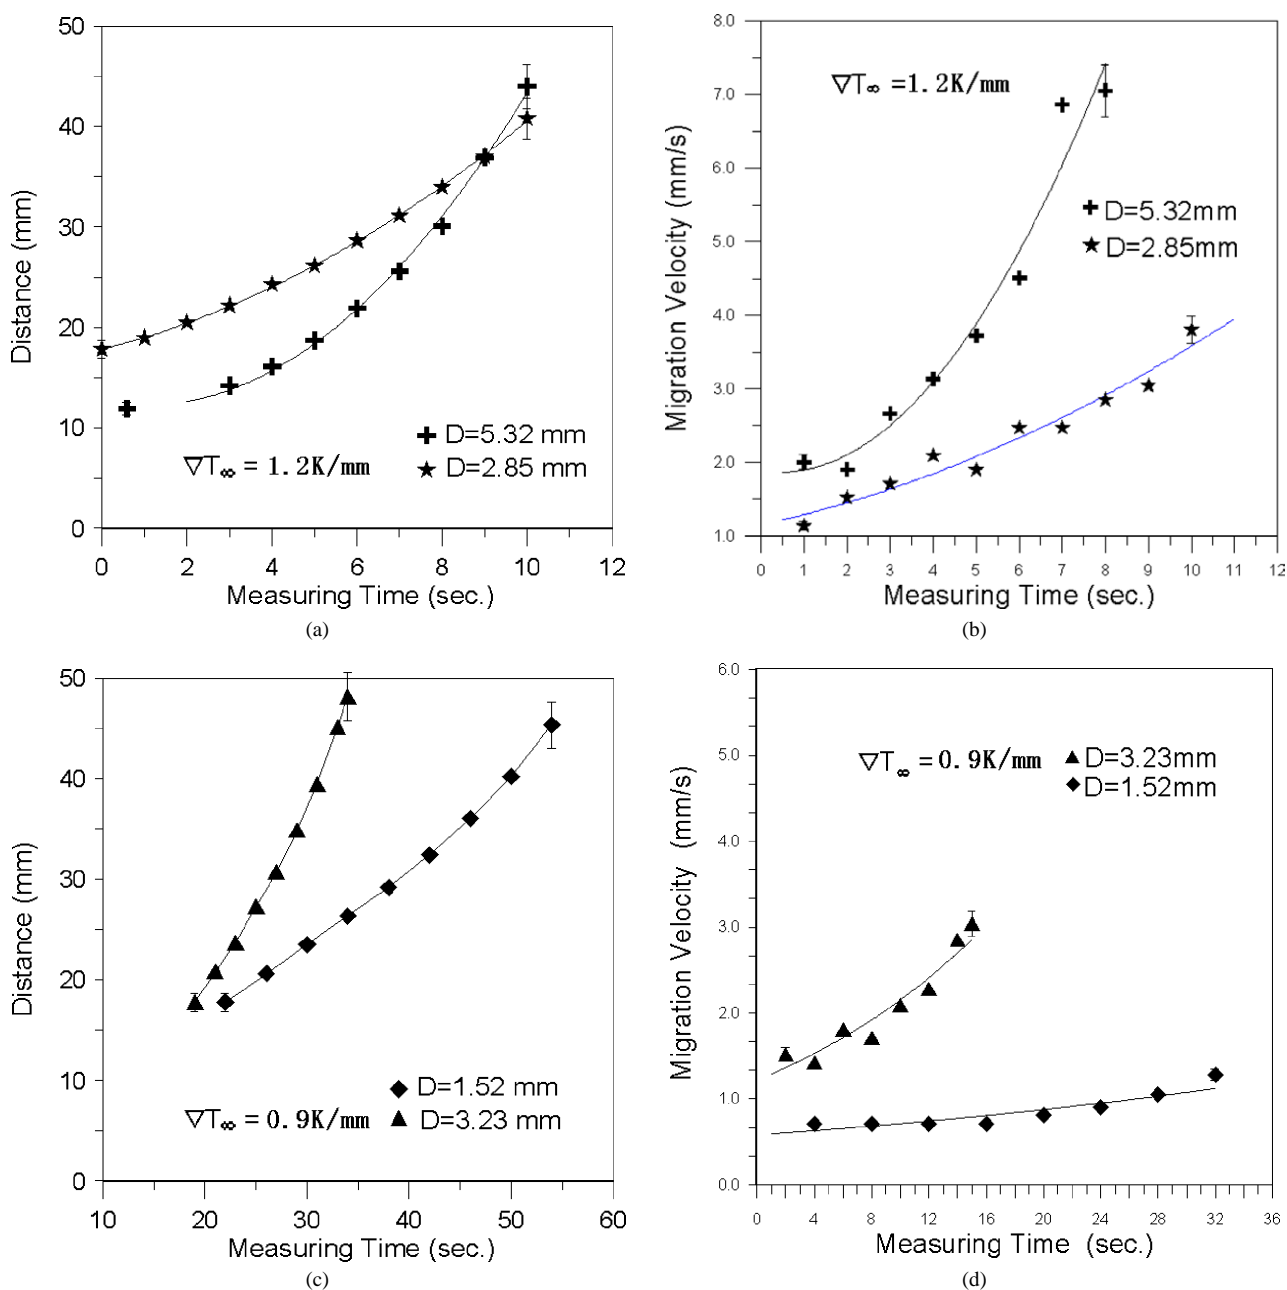 50
40
30
20
10
0
Distance (mm)
D=5.32 mm
D=2.85 mm
▽T∞ = 1.2K/mm
0 2 4 6 8 10 12
Measuring Time (sec.)
(a)
8.0
7.0
6.0
5.0
4.0
3.0
2.0
1.0
Migration Velocity (mm/s)
▽T∞ =1.2K/mm
D=5.32mm
D=2.85mm
0 1 2 3 4 5 6 7 8 9 10 11 12
Measuring Time (sec.)
(b)
50
40
30
20
10
0
Distance (mm)
D=1.52 mm
D=3.23 mm
▽T∞ = 0.9K/mm
10 20 30 40 50 60
Measuring Time (sec.)
(c)
6.0
5.0
4.0
3.0
2.0
1.0
0.0
Migration Velocity (mm/s)
▽T∞ =0.9K/mm
D=3.23mm
D=1.52mm
0 4 8 12 16 20 24 28 32 36
Measuring Time (sec.)
(d)